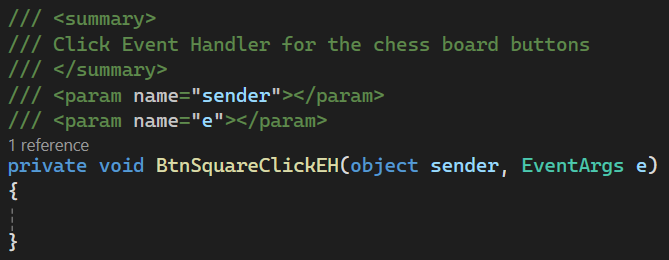 /// <summary>
/// Click Event Handler for the chess board buttons
/// </summary>
/// <param name="sender"></param>
/// <param name="e"></param>
1 reference
private void BtnSquareClickEH(object sender, EventArgs e)
{
}